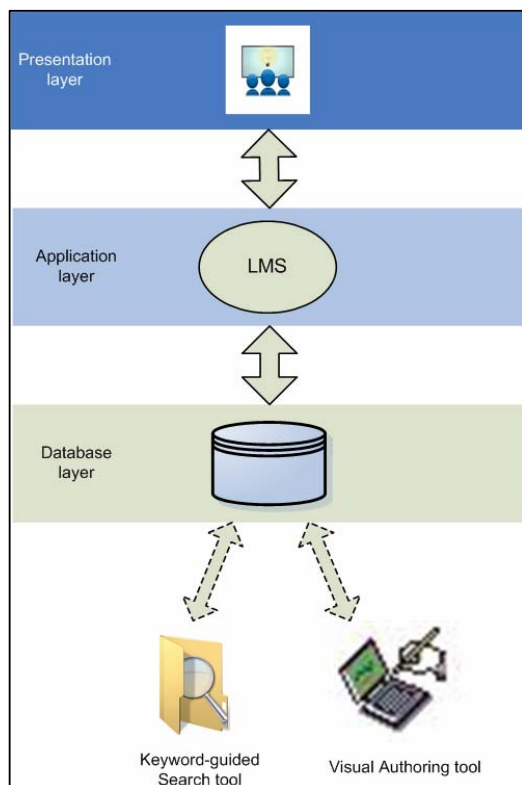 Presentation
layer
Application
layer
LMS
Database
layer
Keyword-guided
Search tool
Visual Authoring tool